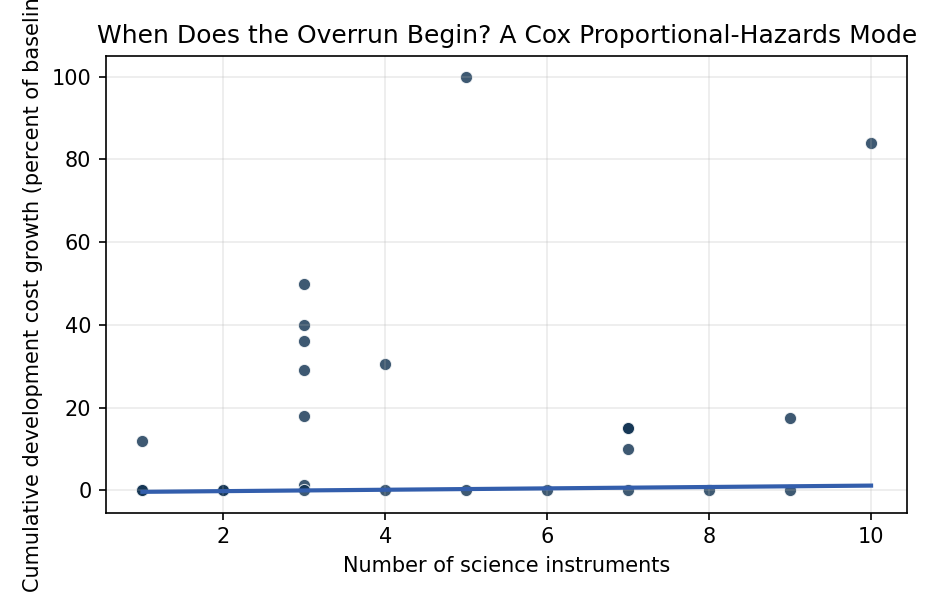 When Does the Overrun Begin? A Cox Proportional-Hazards Mode
Cumulative development cost growth (percent of baselin
100
80
60
40
20
0
2 4 6 8 10
Number of science instruments